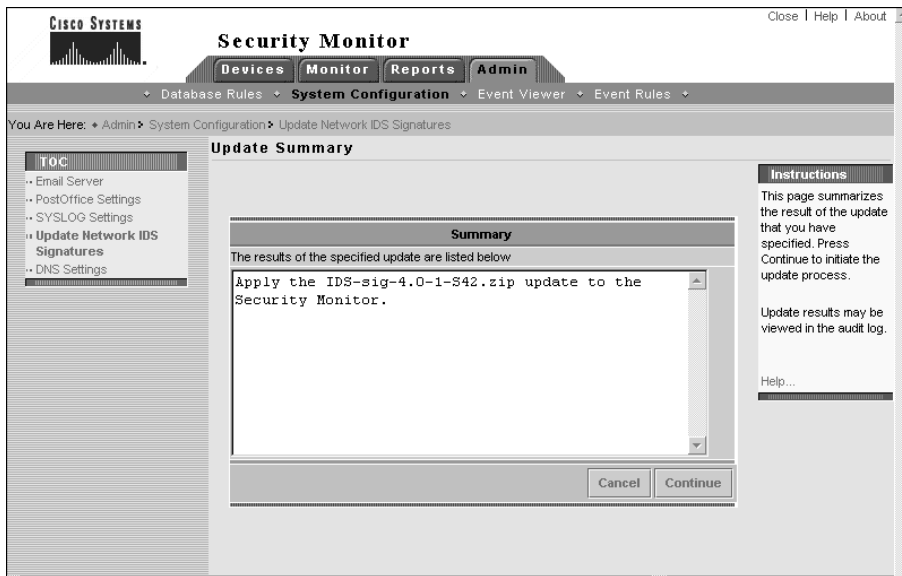 Close | Help | About
CISCO SYSTEMS
Security Monitor
Devices Monitor Reports Admin
Database Rules System Configuration Event Viewer Event Rules
You Are Here: Admin > System Configuration > Update Network IDS Signatures
TOC
Email Server
PostOffice Settings
SYSLOG Settings
Update Network IDS
Signatures
DNS Settings
Update Summary
Summary
The results of the specified update are listed below
Apply the IDS-sig-4.0-1-S42.zip update to the
Security Monitor.
Cancel Continue
Instructions
This page summarizes
the result of the update
that you have
specified. Press
Continue to initiate the
update process.
Update results may be
viewed in the audit log.
Help...